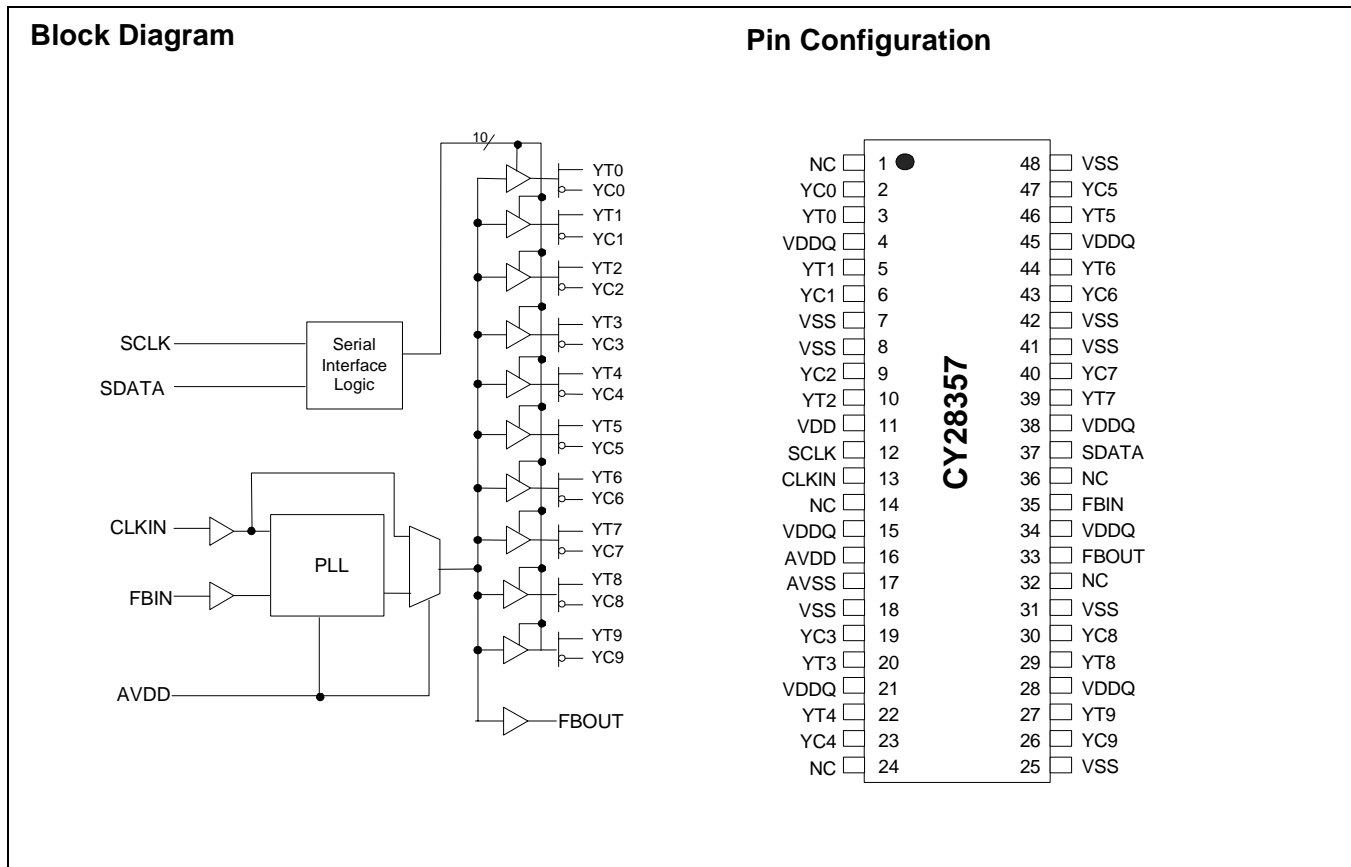 Block Diagram
Pin Configuration
10
YT0
YC0
YT1
YC1
YT2
YC2
YT3
YC3
YT4
YC4
YT5
YC5
YT6
YC6
YT7
YC7
YT8
YC8
YT9
YC9
FBOUT
SCLK
SDATA
Serial
Interface
Logic
CLKIN
FBIN
PLL
AVDD
NC 1 48 VSS
YC0 2 47 YC5
YT0 3 46 YT5
VDDQ 4 45 VDDQ
YT1 5 44 YT6
YC1 6 43 YC6
VSS 7 42 VSS
VSS 8 41 VSS
YC2 9 40 YC7
YT2 10 39 YT7
VDD 11 38 VDDQ
SCLK 12 37 SDATA
CLKIN 13 36 NC
NC 14 35 FBIN
VDDQ 15 34 VDDQ
AVDD 16 33 FBOUT
AVSS 17 32 NC
VSS 18 31 VSS
YC3 19 30 YC8
YT3 20 29 YT8
VDDQ 21 28 VDDQ
YT4 22 27 YT9
YC4 23 26 YC9
NC 24 25 VSS
CY28357